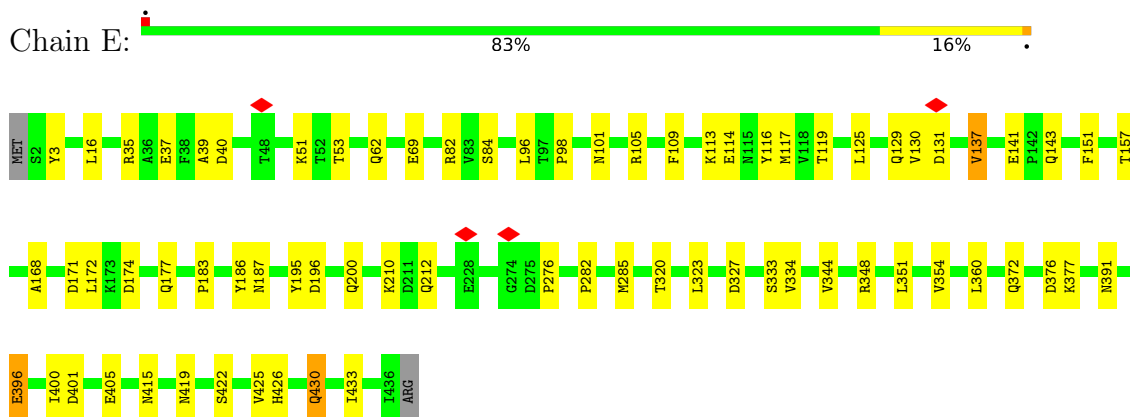 Chain E:
83% 16%
MET S2 Y3 L16 R35 A36 E37 F38 A39 D40 T48 K51 T52 T53 Q62 E69 R82 V83 S84 L96 T97 P98 N101 R105 F109 K113 E114 N115 Y116 M117 V118 T119 L125 Q129 V130 D131 V137 E141 P142 Q143 F151 T157
A168 D171 L172 K173 D174 Q177 P183 Y186 N187 Y195 D196 Q200 K210 D211 Q212 E228 G274 D275 P276 P282 M285 T320 L323 D327 S333 V334 V344 R348 L351 V354 L360 Q372 D376 K377 N391
E396 I400 D401 E405 N415 N419 S422 V425 H426 Q430 I433 I436 ARG